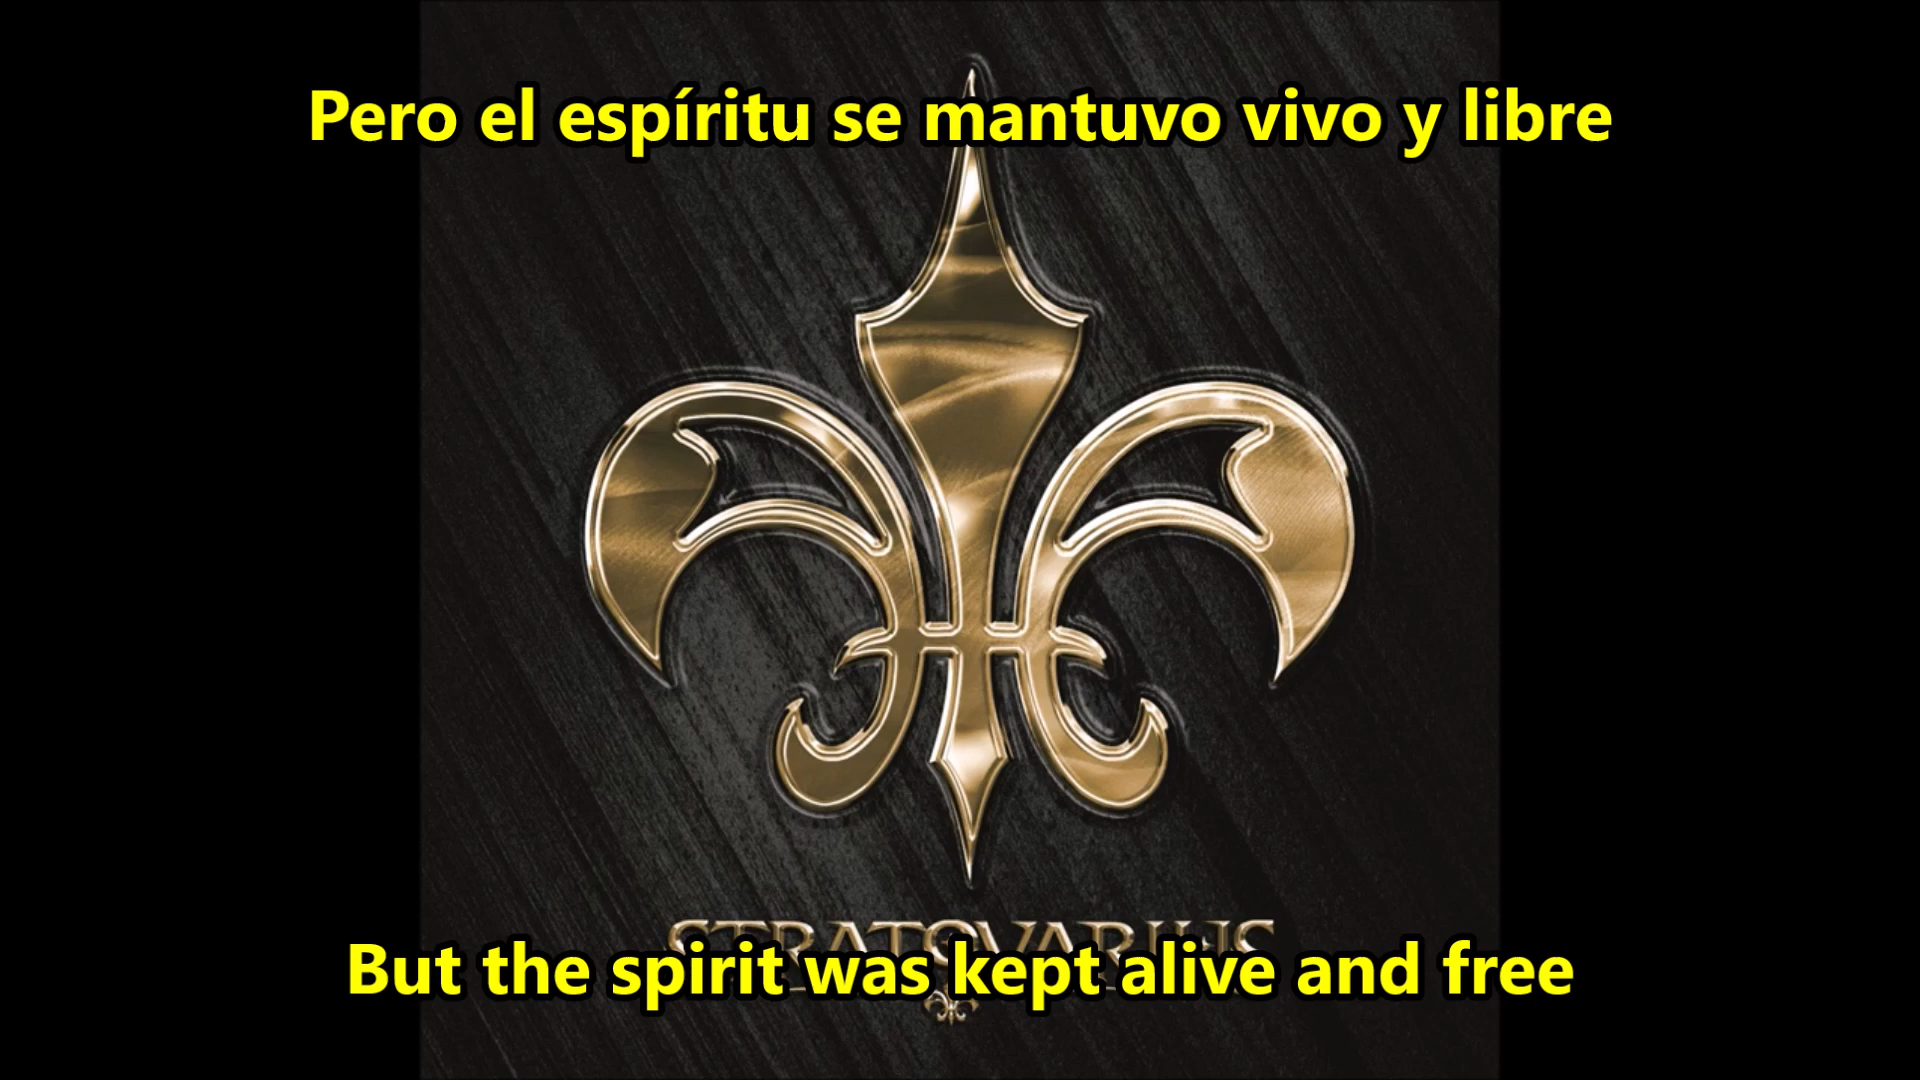 Pero el espíritu se mantuvo vivo y libre
STRATOVARIUS
But the spirit was kept alive and free